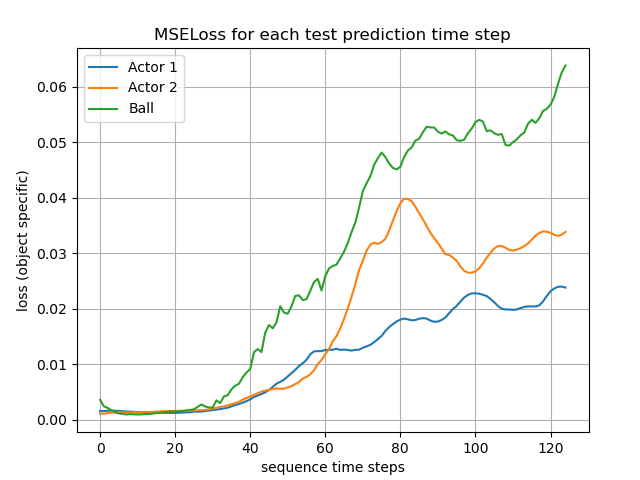 MSELoss for each test prediction time step
Actor 1
Actor 2
Ball
loss (object specific)
0.06
0.05
0.04
0.03
0.02
0.01
0.00
0 20 40 60 80 100 120
sequence time steps